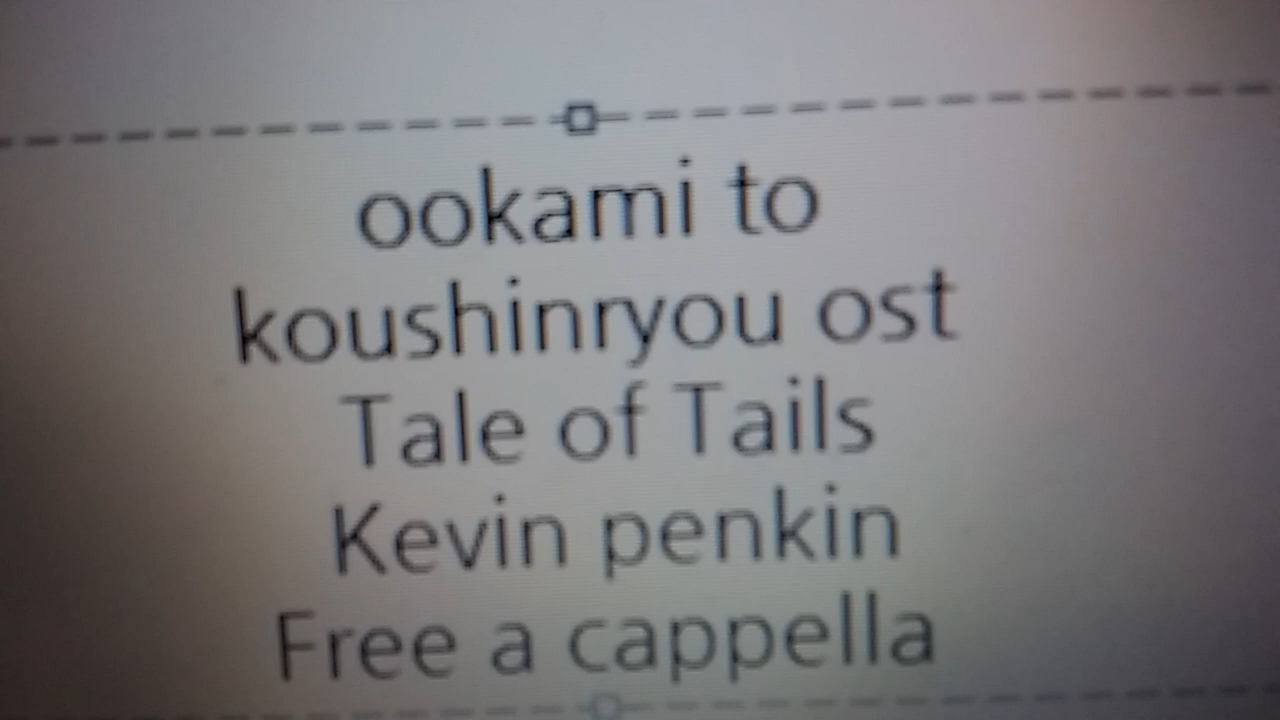 ookami to
koushinryou ost
Tale of Tails
Kevin penkin
Free a cappella